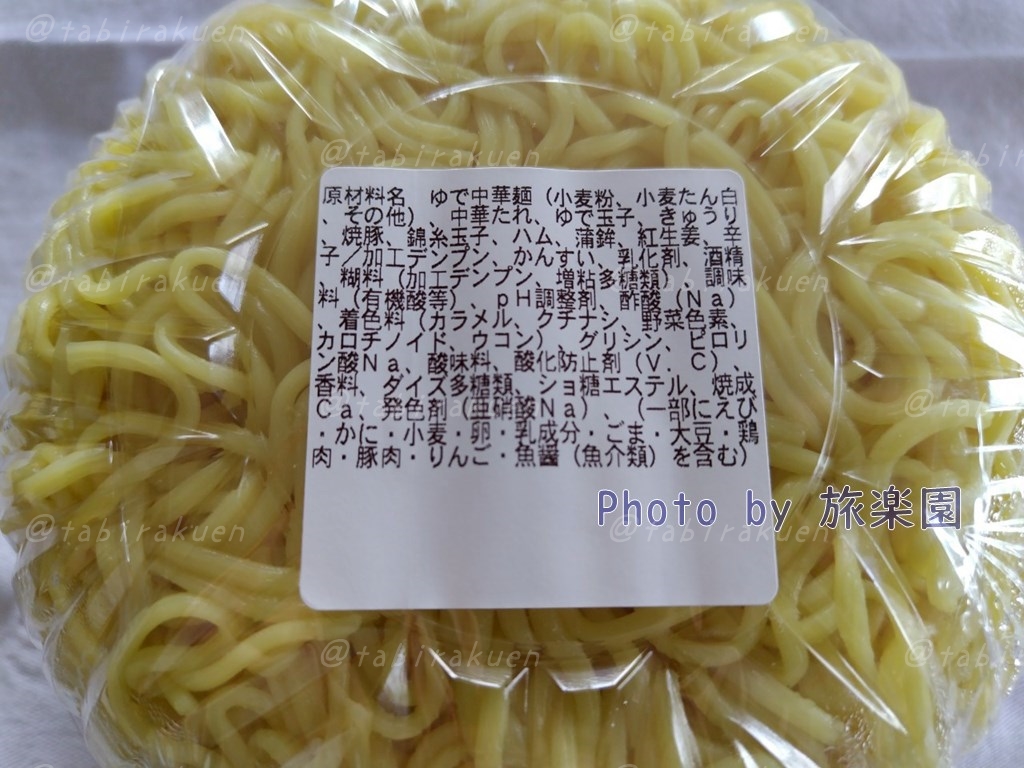 @tabirakuen
@tabirakuen
@tabirakuen
@tabirakuen
原材料名　ゆで中華麺（小麦粉、小麦たん白
、その他）、中華たれ、ゆで玉子、きゅうり
、焼豚、錦糸玉子、ハム、蒲鉾、紅生姜、辛
子／加工デンプン、かんすい、乳化剤、酒精
、糊料（加工デンプン、増粘多糖類）、調味
料（有機酸等）、ｐＨ調整剤、酢酸（Ｎａ）
、着色料（カラメル、クチナシ、野菜色素、
カロチノイド、ウコン）、グリシン、ピロリ
ン酸Ｎａ、酸味料、酸化防止剤（Ｖ．Ｃ）、
香料、ダイズ多糖類、ショ糖エステル、焼成
Ｃａ、発色剤（亜硝酸Ｎａ）、（一部にえび
・かに・小麦・卵・乳成分・ごま・大豆・鶏
肉・豚肉・りんご・魚醤（魚介類）を含む）
@tabirakuen
Photo by 旅楽園
@tabirakuen
@tabirakuen
@tabirakuen